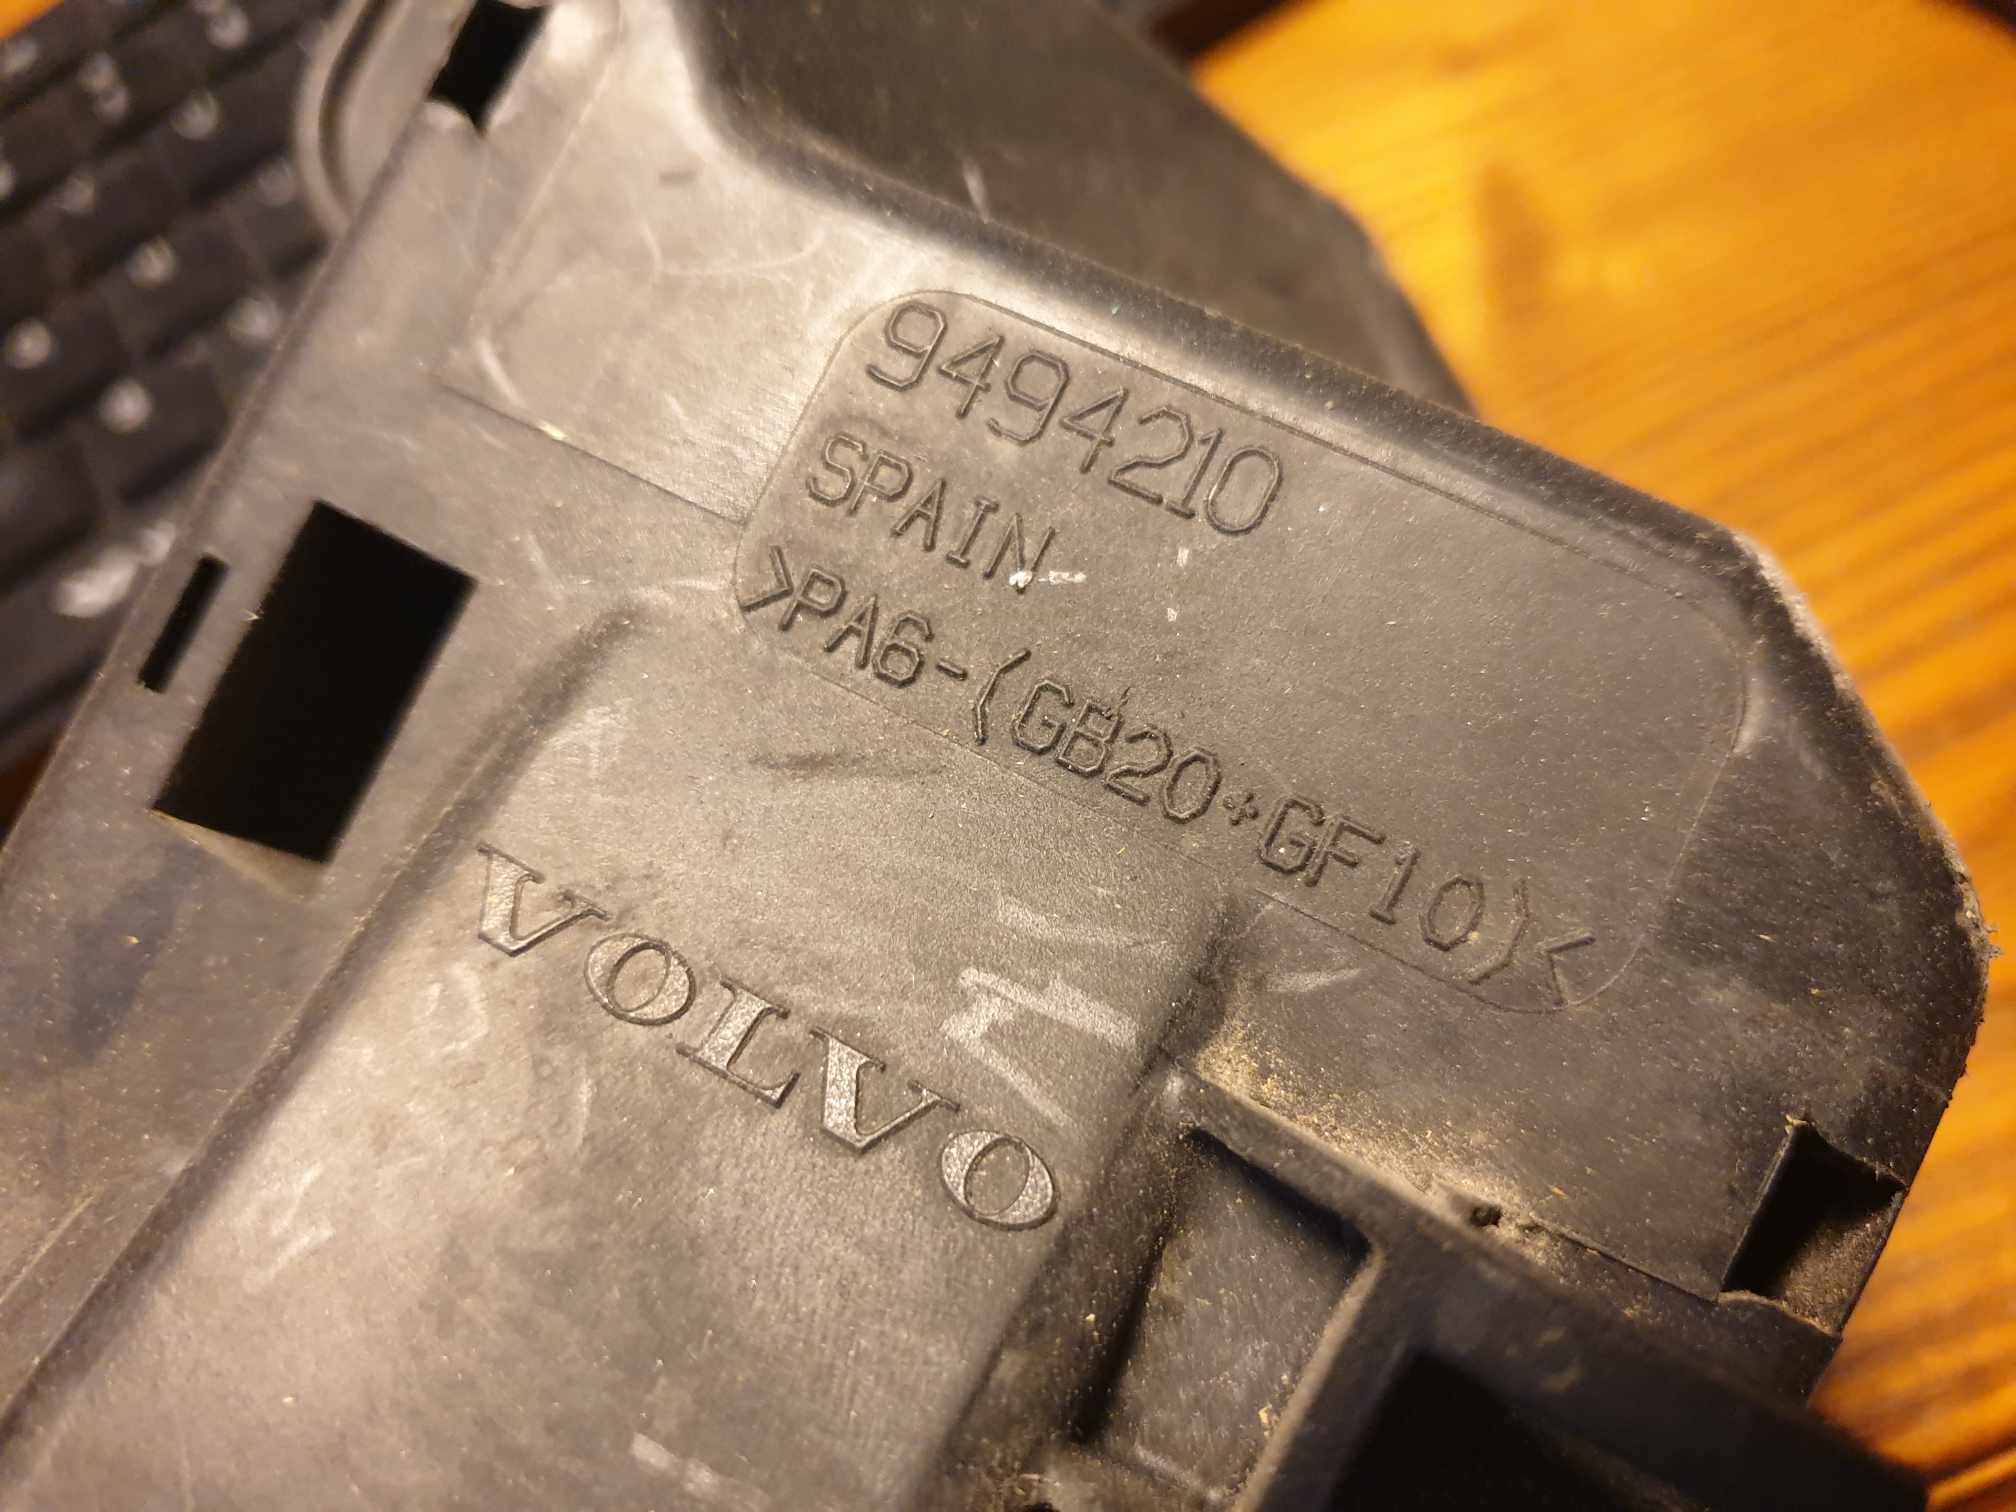 9494210
SPAIN
>PA6-(GB20+GF10)<
VOLVO